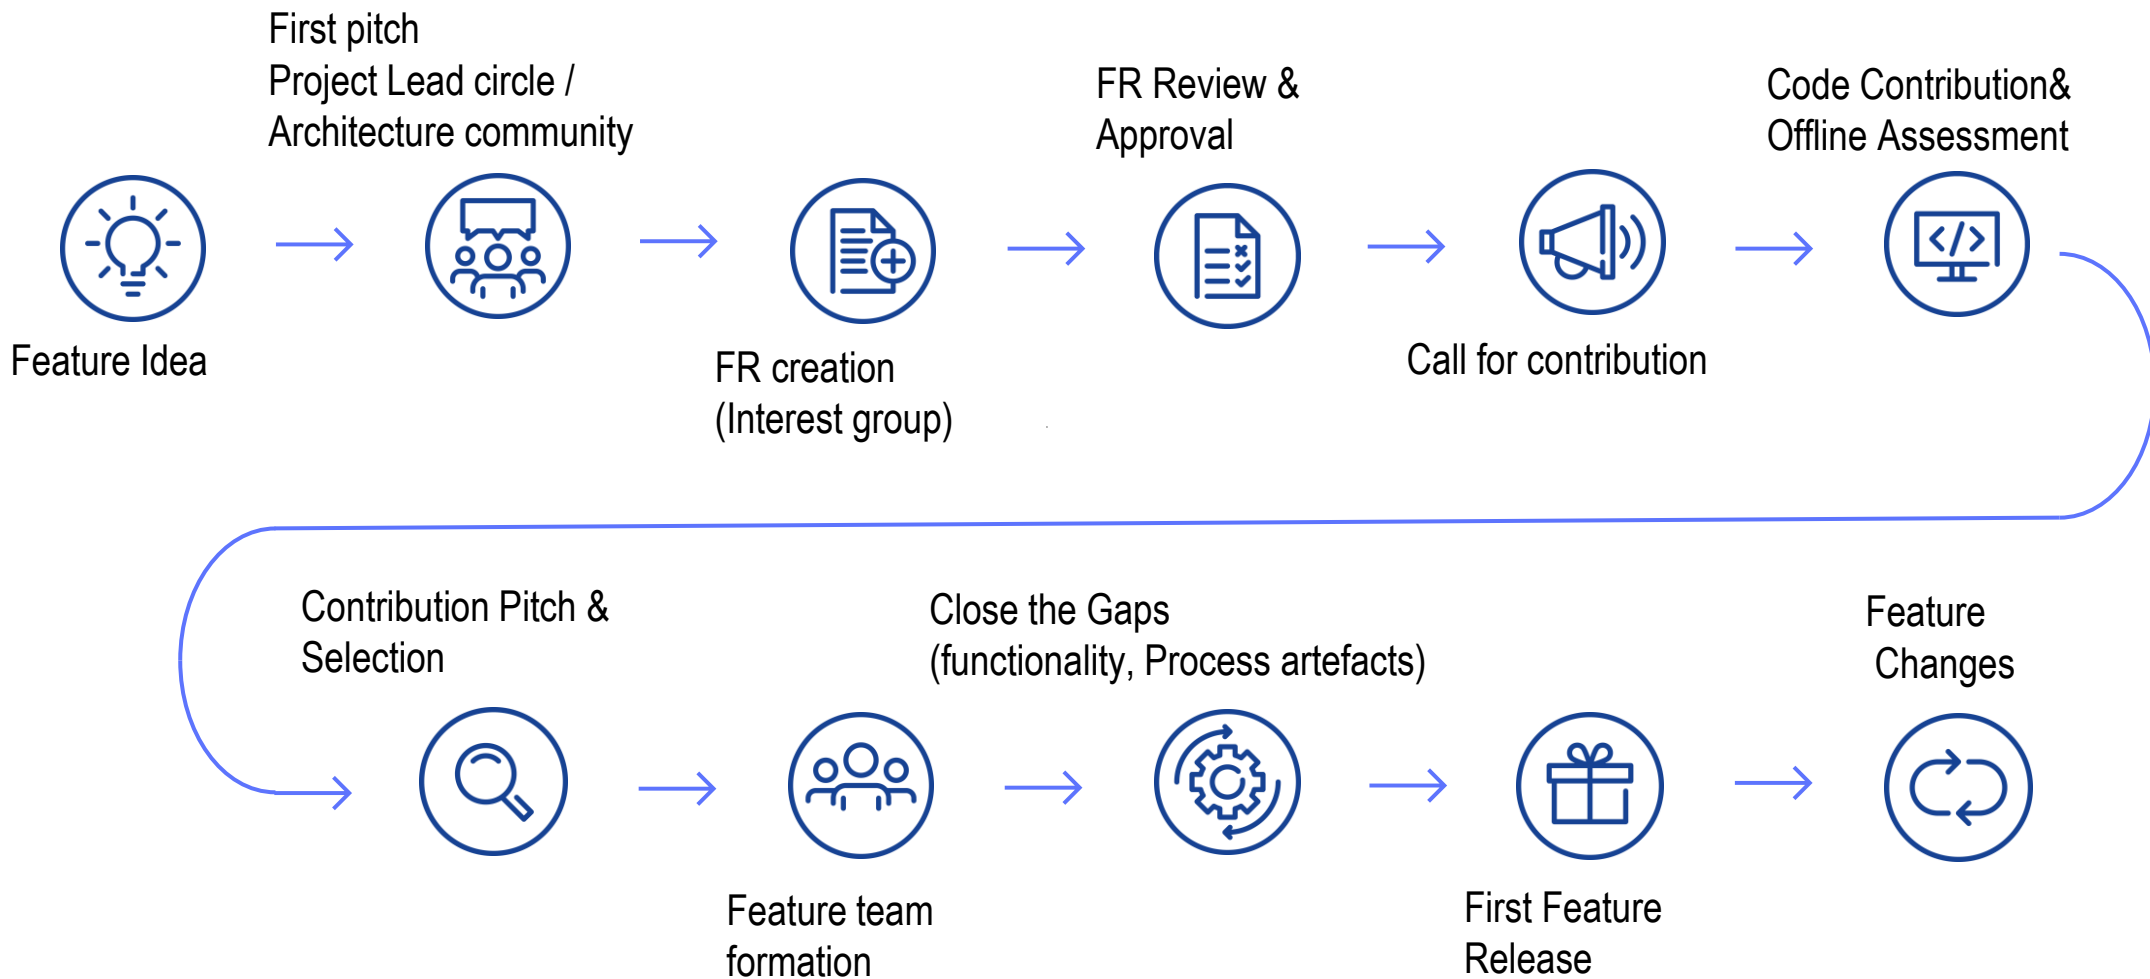 First pitch
Project Lead circle /
Architecture community
FR Review &
Approval
Code Contribution&
Offline Assessment
Feature Idea
FR creation
(Interest group)
Call for contribution
Contribution Pitch &
Selection
Close the Gaps
(functionality, Process artefacts)
Feature
Changes
Feature team
formation
First Feature
Release